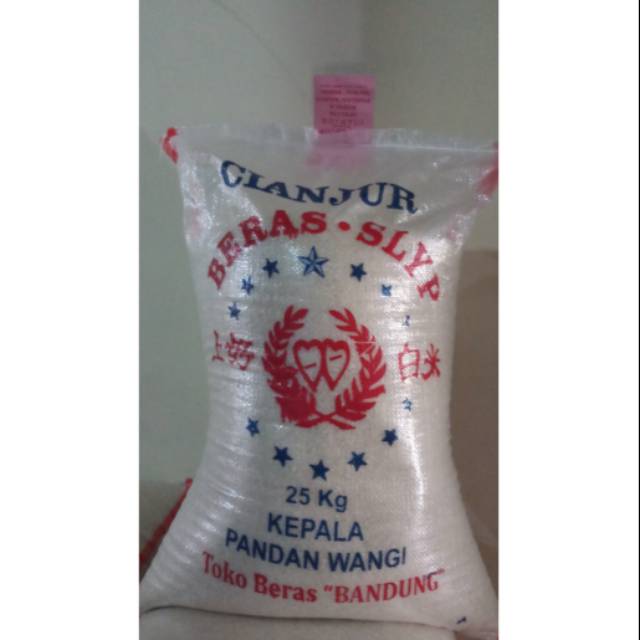 CIANJUR
BERAS • SLYP
上好 白米
25 Kg
KEPALA
PANDAN WANGI
Toko Beras "BANDUNG"